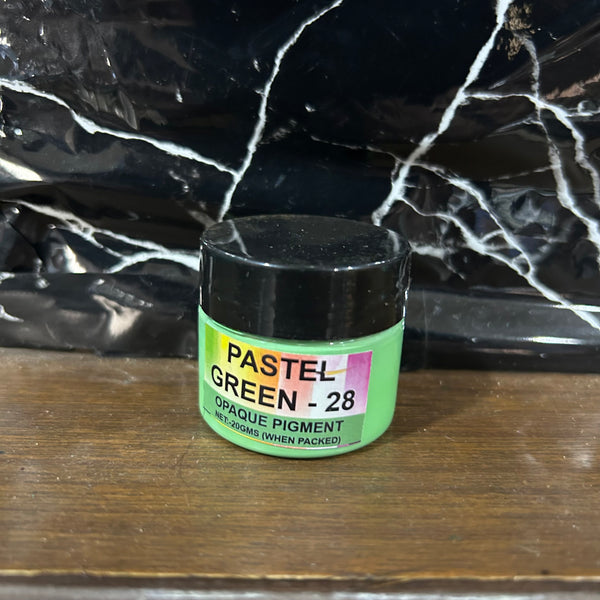 PASTEL
GREEN - 28
OPAQUE PIGMENT
NET:-20GMS (WHEN PACKED)